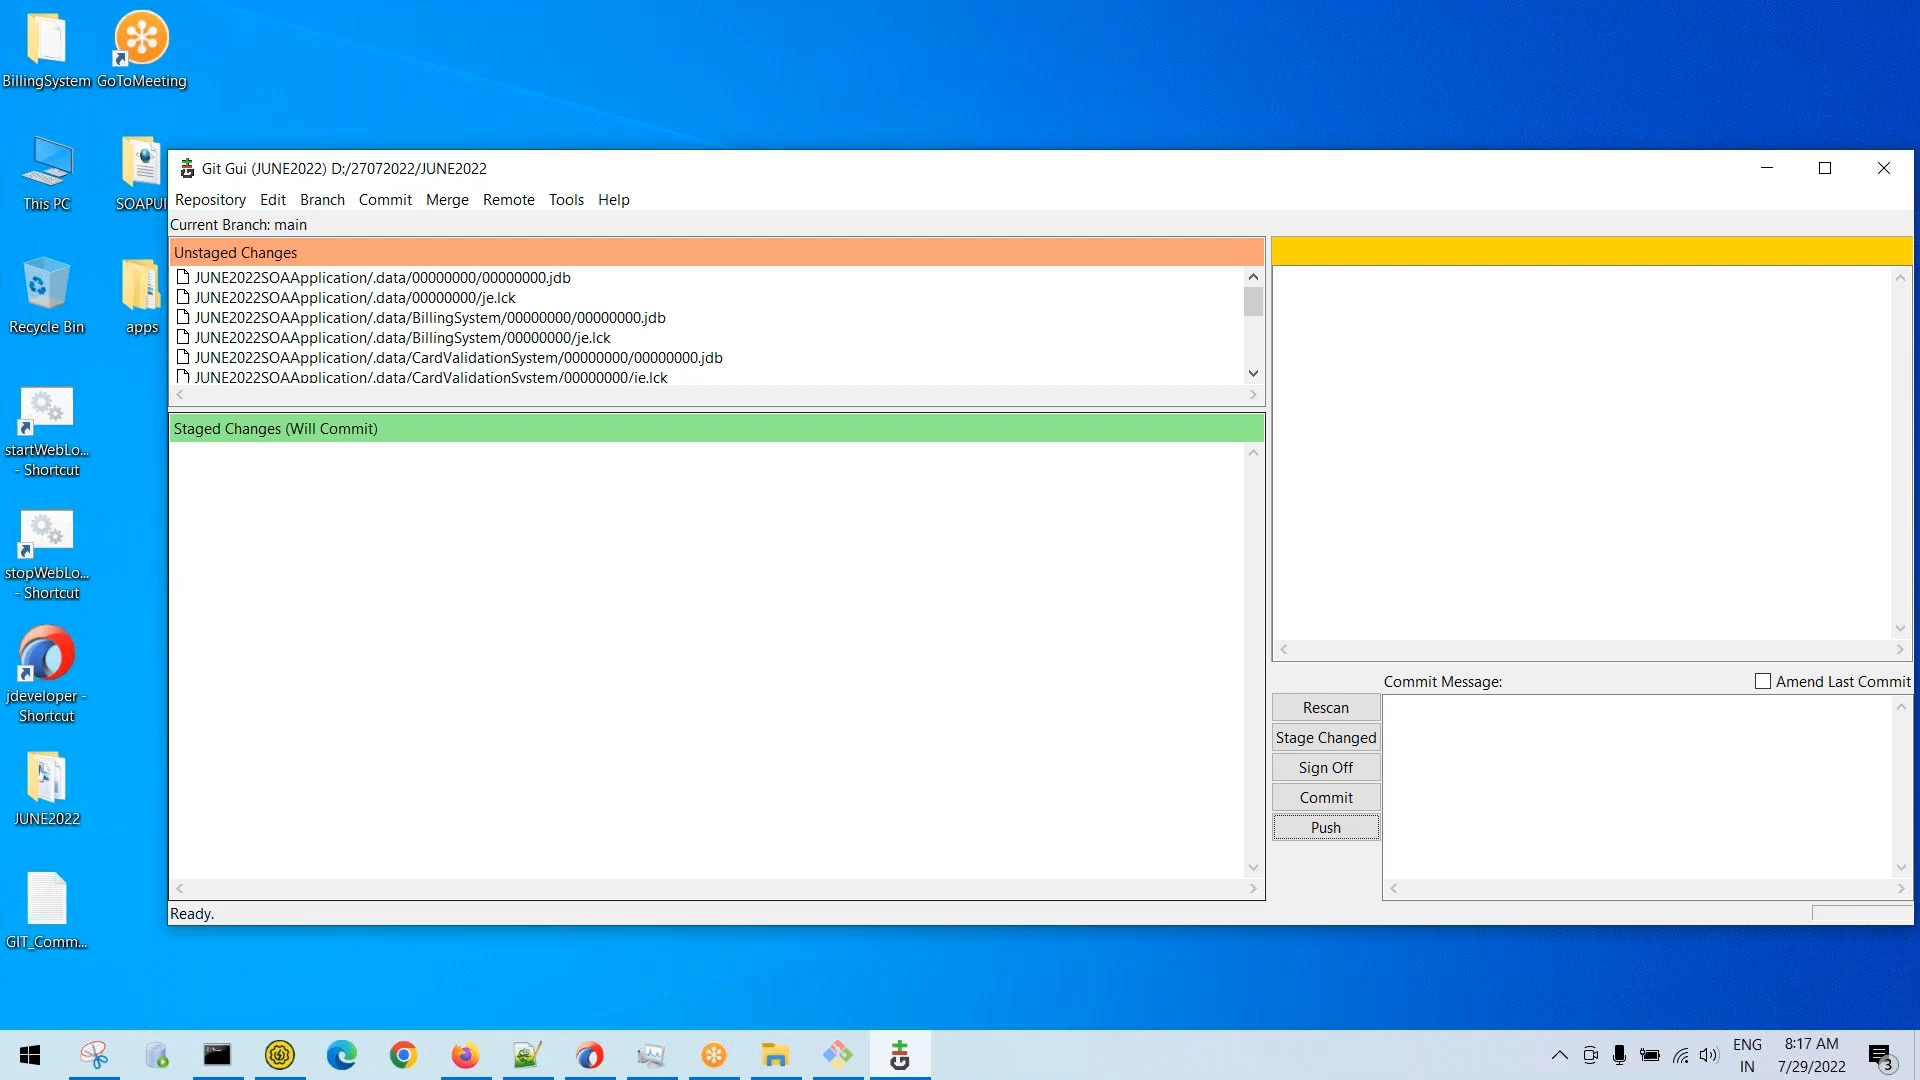 BillingSystem
GoToMeeting
This PC
SOAPUI
Recycle Bin
apps
startWebLo...
- Shortcut
stopWebLo...
- Shortcut
jdeveloper -
Shortcut
JUNE2022
GIT_Comm...
Git Gui (JUNE2022) D:/27072022/JUNE2022
Repository Edit Branch Commit Merge Remote Tools Help
Current Branch: main
Unstaged Changes
JUNE2022SOAApplication/.data/00000000/00000000.jdb
JUNE2022SOAApplication/.data/00000000/je.lck
JUNE2022SOAApplication/.data/BillingSystem/00000000/00000000.jdb
JUNE2022SOAApplication/.data/BillingSystem/00000000/je.lck
JUNE2022SOAApplication/.data/CardValidationSystem/00000000/00000000.jdb
JUNE2022SOAApplication/.data/CardValidationSystem/00000000/je.lck
Staged Changes (Will Commit)
Commit Message:
Amend Last Commit
Rescan
Stage Changed
Sign Off
Commit
Push
Ready.
ENG
IN
8:17 AM
7/29/2022
3